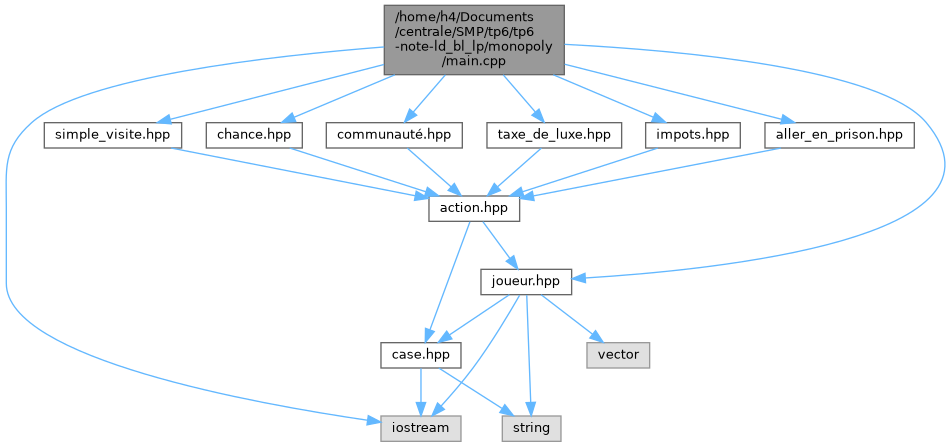 /home/h4/Documents
/centrale/SMP/tp6/tp6
-note-ld_bl_lp/monopoly
/main.cpp
simple_visite.hpp
chance.hpp
communauté.hpp
taxe_de_luxe.hpp
impots.hpp
aller_en_prison.hpp
action.hpp
joueur.hpp
case.hpp
vector
iostream
string